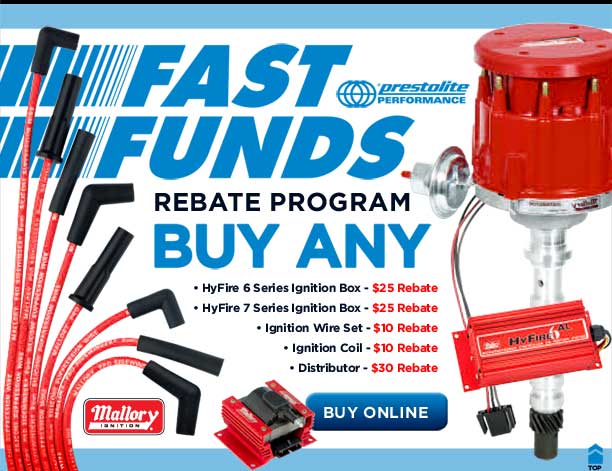 FAST
FUNDS
prestolite
PERFORMANCE
REBATE PROGRAM
BUY ANY
• HyFire 6 Series Ignition Box - $25 Rebate
• HyFire 7 Series Ignition Box - $25 Rebate
• Ignition Wire Set - $10 Rebate
• Ignition Coil - $10 Rebate
• Distributor - $30 Rebate
HYFIRE 6 AL
Mallory
IGNITION
BUY ONLINE
TOP